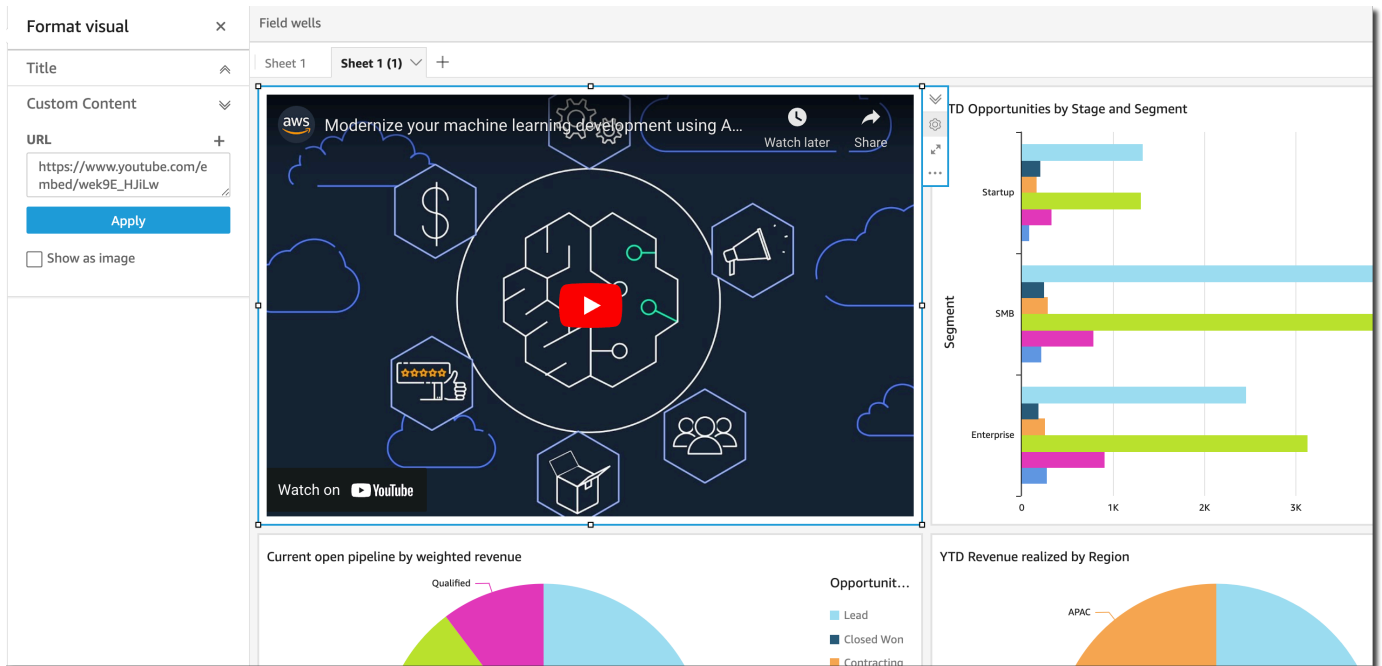 Format visual
Field wells
Title
Sheet 1
Sheet 1 (1)
Custom Content
URL
https://www.youtube.com/e
mbed/wek9E_HJiLw
Apply
Show as image
aws
Modernize your machine learning development using A...
Watch later
Share
Watch on YouTube
TD Opportunities by Stage and Segment
Segment
Startup
SMB
Enterprise
0 1K 2K 3K
Current open pipeline by weighted revenue
Qualified
Opportunit...
Lead
Closed Won
Contracting
YTD Revenue realized by Region
APAC